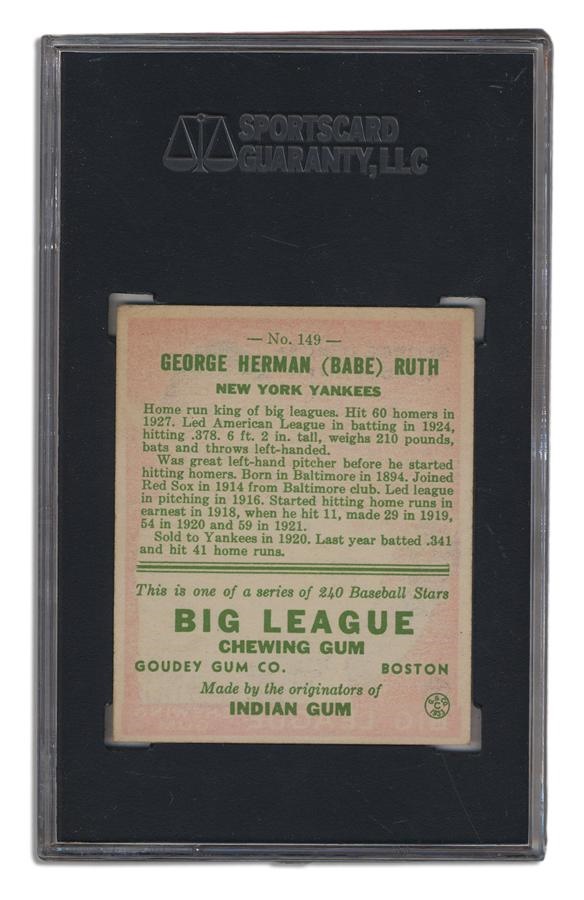 SPORTSCARD
GUARANTY, LLC
— No. 149 —
GEORGE HERMAN (BABE) RUTH
NEW YORK YANKEES
Home run king of big leagues. Hit 60 homers in
1927. Led American League in batting in 1924,
hitting .378. 6 ft. 2 in. tall, weighs 210 pounds,
bats and throws left-handed.
Was great left-hand pitcher before he started
hitting homers. Born in Baltimore in 1894. Joined
Red Sox in 1914 from Baltimore club. Led league
in pitching in 1916. Started hitting home runs in
earnest in 1918, when he hit 11, made 29 in 1919,
54 in 1920 and 59 in 1921.
Sold to Yankees in 1920. Last year batted .341
and hit 41 home runs.
This is one of a series of 240 Baseball Stars
BIG LEAGUE
CHEWING GUM
GOUDEY GUM CO. BOSTON
Made by the originators of
INDIAN GUM
G.G.CO.
C
1933